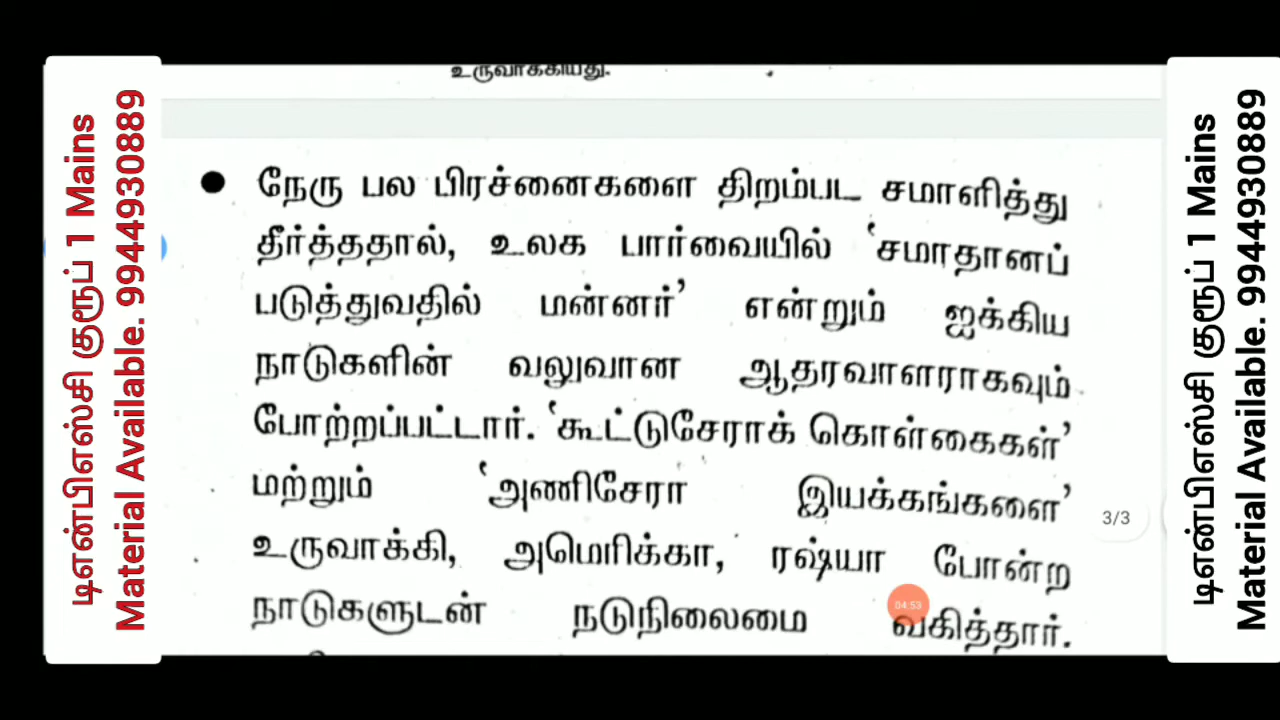 டிஎன்பிஎஸ்சி குரூப் 1 Mains
Material Available. 9944930889
உருவாக்கியது.
● நேரு பல பிரச்னைகளை திறம்பட சமாளித்து
தீர்த்ததால், உலக பார்வையில் ‘சமாதானப்
படுத்துவதில் மன்னர்’ என்றும் ஐக்கிய
நாடுகளின் வலுவான ஆதரவாளராகவும்
போற்றப்பட்டார். ‘கூட்டுசேராக் கொள்கைகள்’
மற்றும் ‘அணிசேரா இயக்கங்களை’
உருவாக்கி, அமெரிக்கா, ரஷ்யா போன்ற
நாடுகளுடன் நடுநிலைமை வகித்தார்.
3/3
04:53
டிஎன்பிஎஸ்சி குரூப் 1 Mains
Material Available. 9944930889